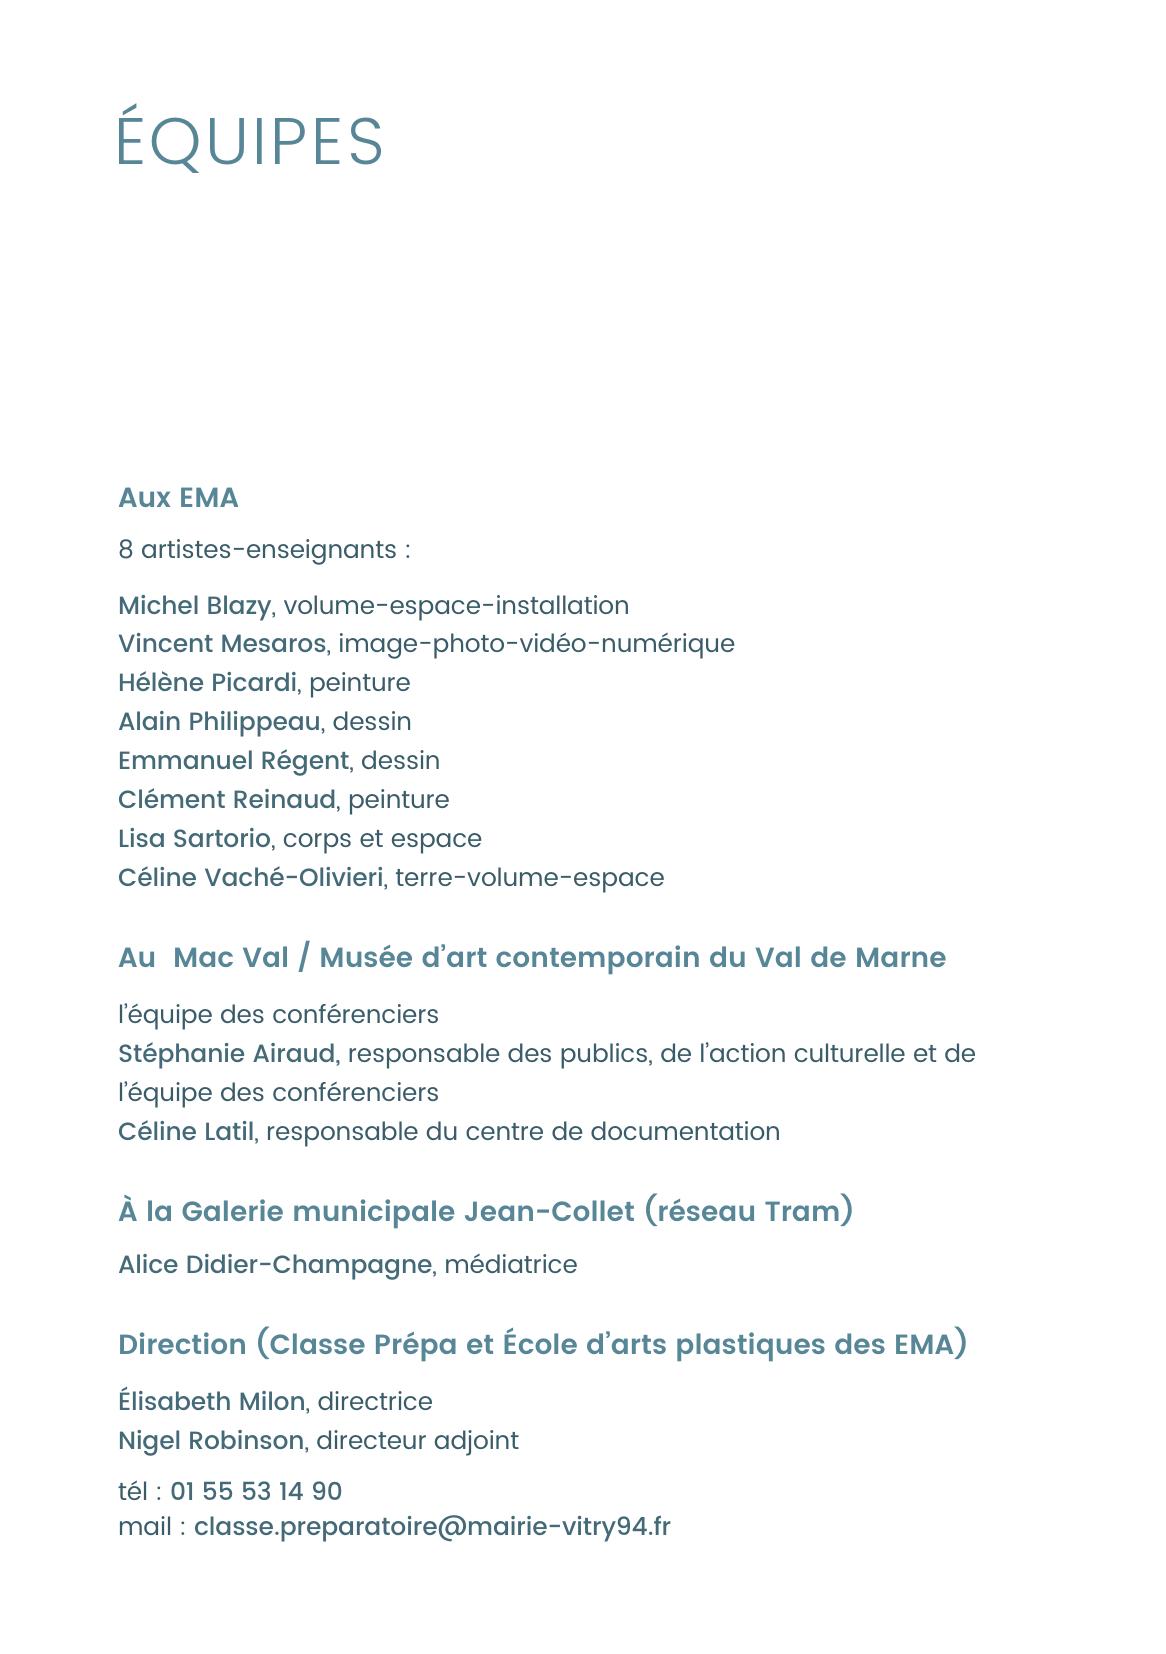 ÉQUIPES
Aux EMA
8 artistes-enseignants :
Michel Blazy, volume-espace-installation
Vincent Mesaros, image-photo-vidéo-numérique
Hélène Picardi, peinture
Alain Philippeau, dessin
Emmanuel Régent, dessin
Clément Reinaud, peinture
Lisa Sartorio, corps et espace
Céline Vaché-Olivieri, terre-volume-espace
Au  Mac Val / Musée d’art contemporain du Val de Marne
l’équipe des conférenciers
Stéphanie Airaud, responsable des publics, de l’action culturelle et de
l’équipe des conférenciers
Céline Latil, responsable du centre de documentation
À la Galerie municipale Jean-Collet (réseau Tram)
Alice Didier-Champagne, médiatrice
Direction (Classe Prépa et École d’arts plastiques des EMA)
Élisabeth Milon, directrice
Nigel Robinson, directeur adjoint
tél : 01 55 53 14 90
mail : classe.preparatoire@mairie-vitry94.fr